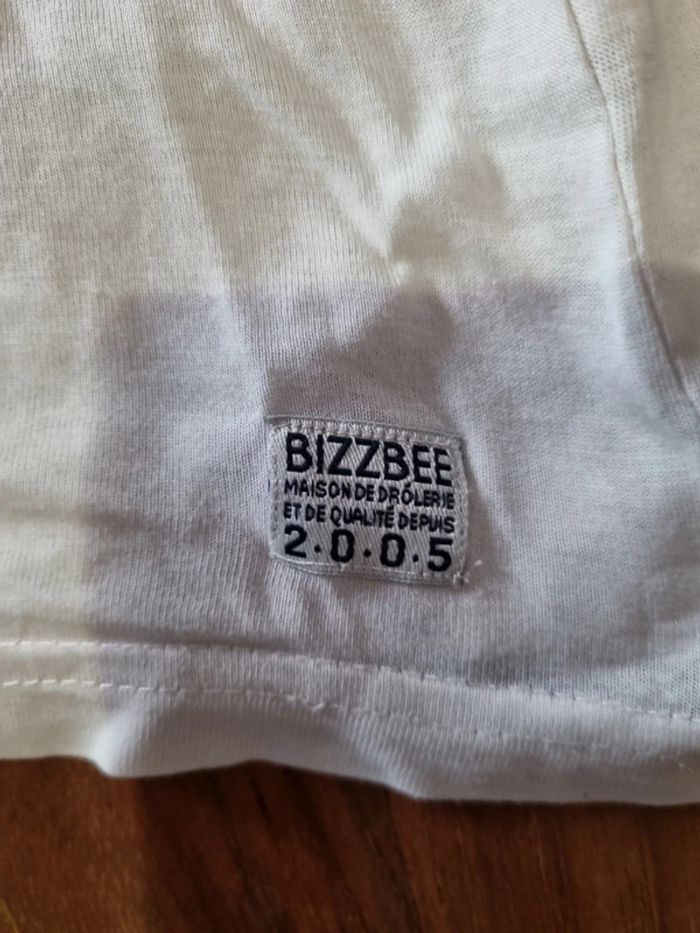 BIZZBEE
MAISON DE DRÔLERIE
ET DE QUALITÉ DEPUIS
2.0.0.5